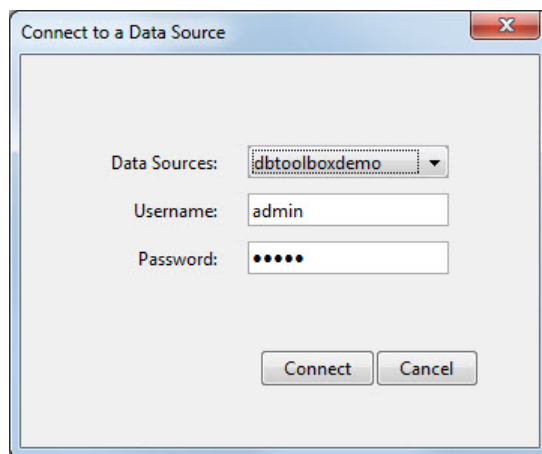 Connect to a Data Source
Data Sources: dbtoolboxdemo
Username: admin
Password: •••••
Connect Cancel